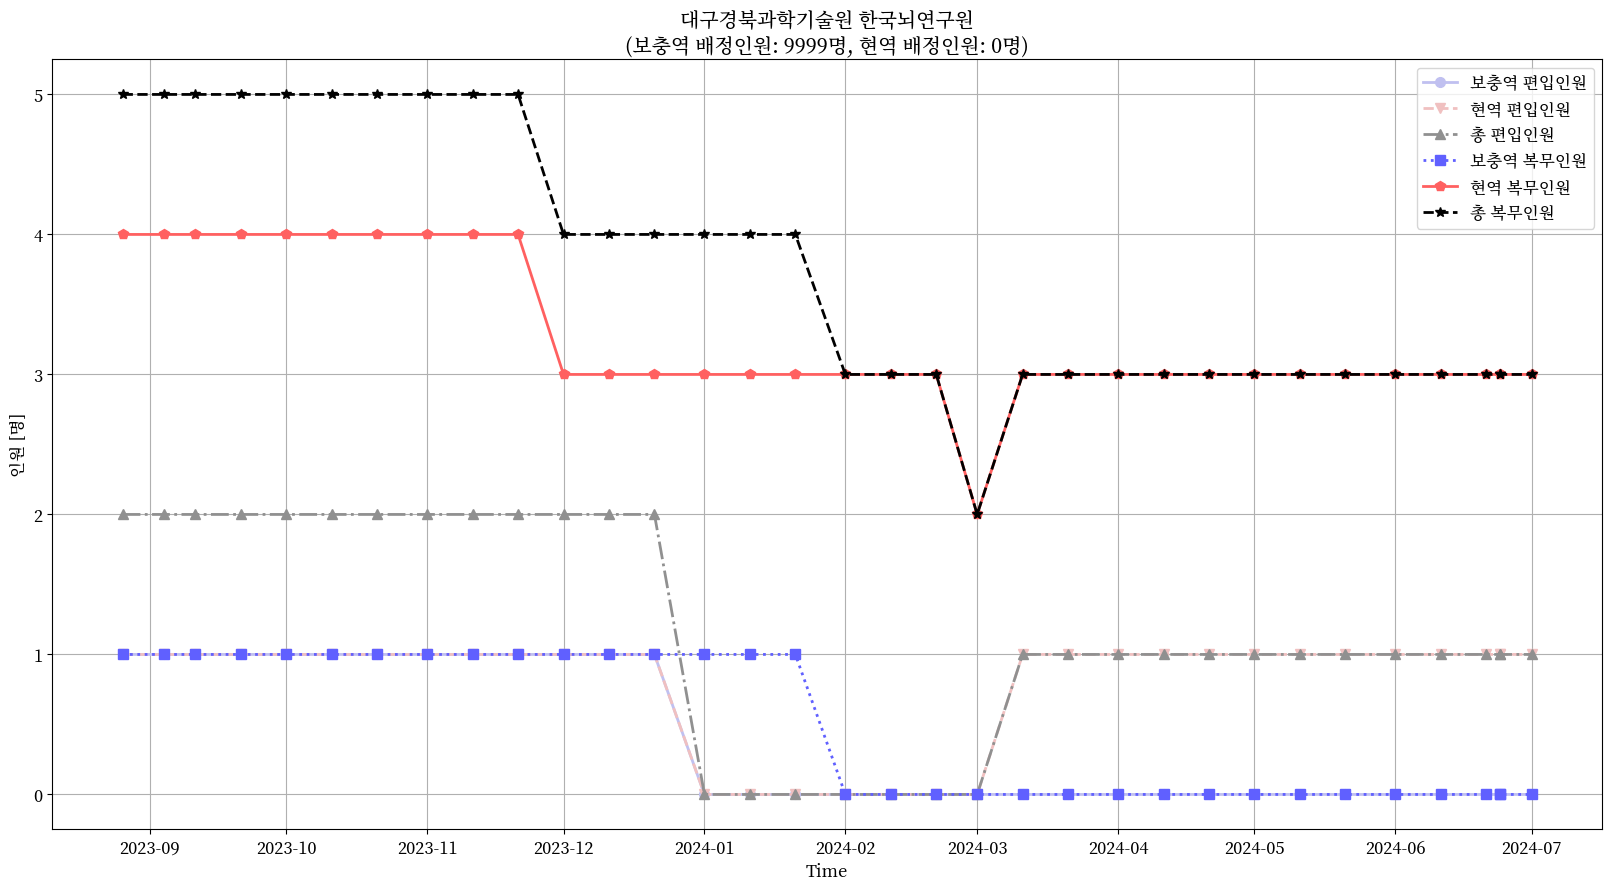 대구경북과학기술원 한국뇌연구원
(보충역 배정인원: 9999명, 현역 배정인원: 0명)
보충역 편입인원
현역 편입인원
총 편입인원
보충역 복무인원
현역 복무인원
총 복무인원
인원 [명]
5
4
3
2
1
0
2023-09 2023-10 2023-11 2023-12 2024-01 2024-02 2024-03 2024-04 2024-05 2024-06 2024-07
Time